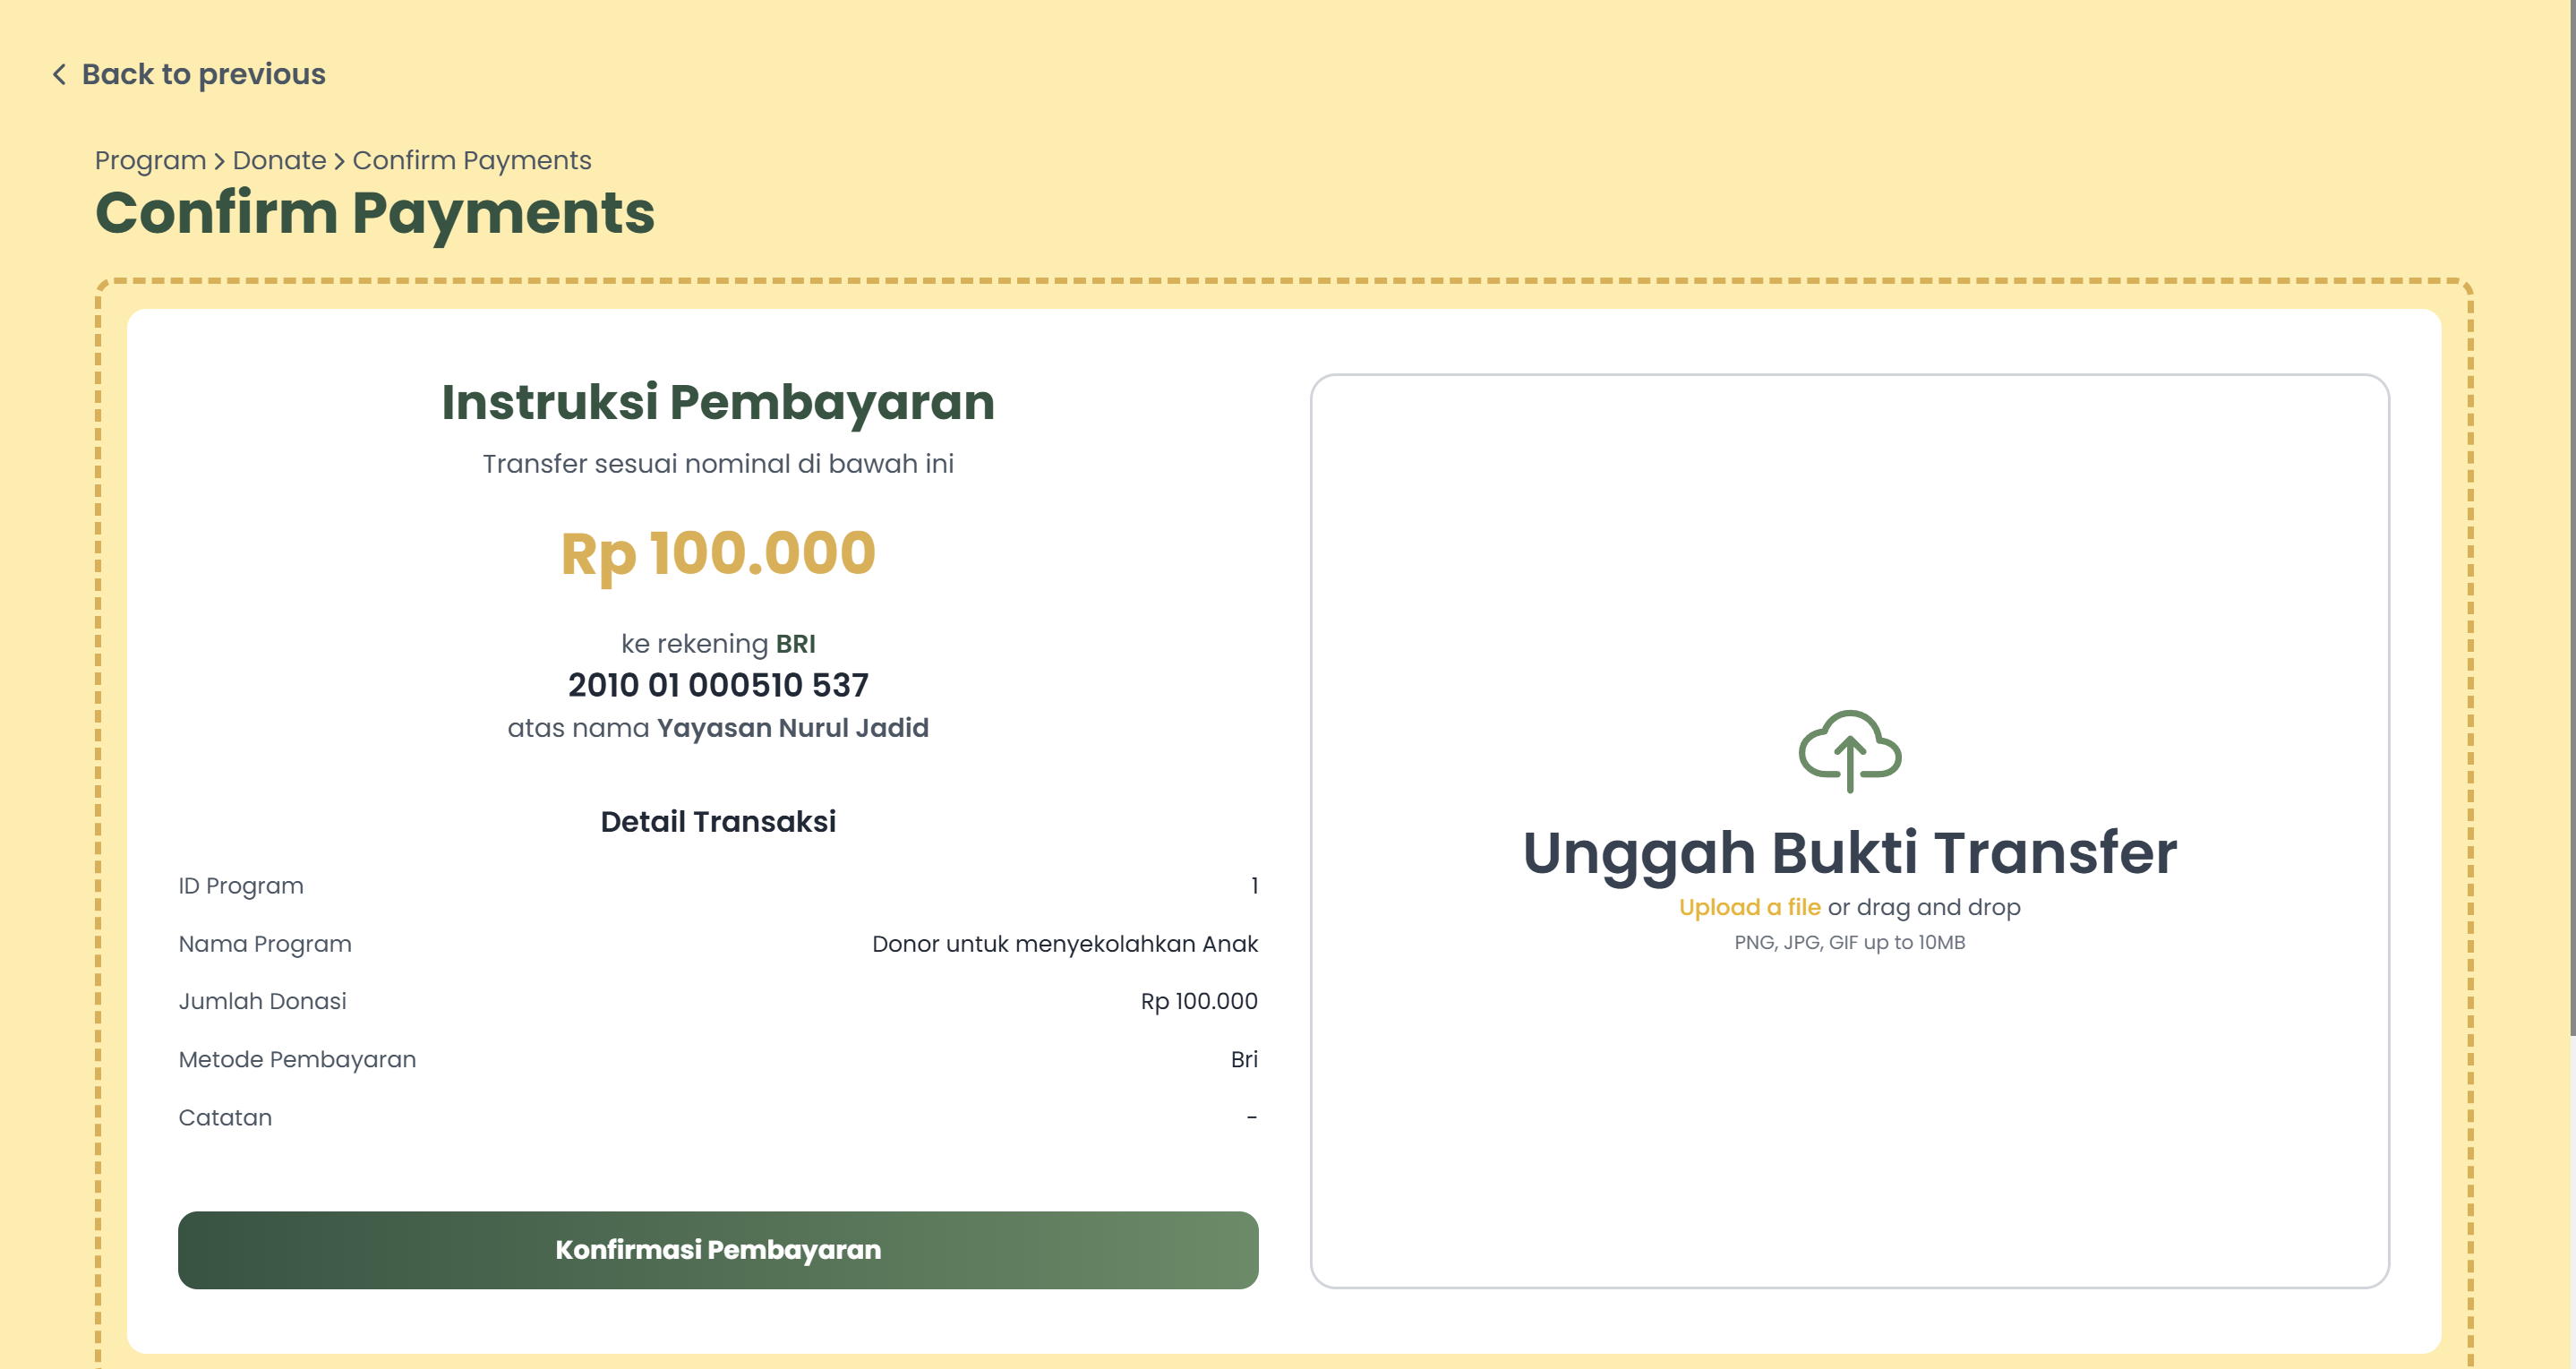 Back to previous
Program > Donate > Confirm Payments
Confirm Payments
Instruksi Pembayaran
Transfer sesuai nominal di bawah ini
Rp 100.000
ke rekening BRI
2010 01 000510 537
atas nama Yayasan Nurul Jadid
Detail Transaksi
ID Program 1
Nama Program Donor untuk menyekolahkan Anak
Jumlah Donasi Rp 100.000
Metode Pembayaran Bri
Catatan -
Konfirmasi Pembayaran
Unggah Bukti Transfer
Upload a file or drag and drop
PNG, JPG, GIF up to 10MB